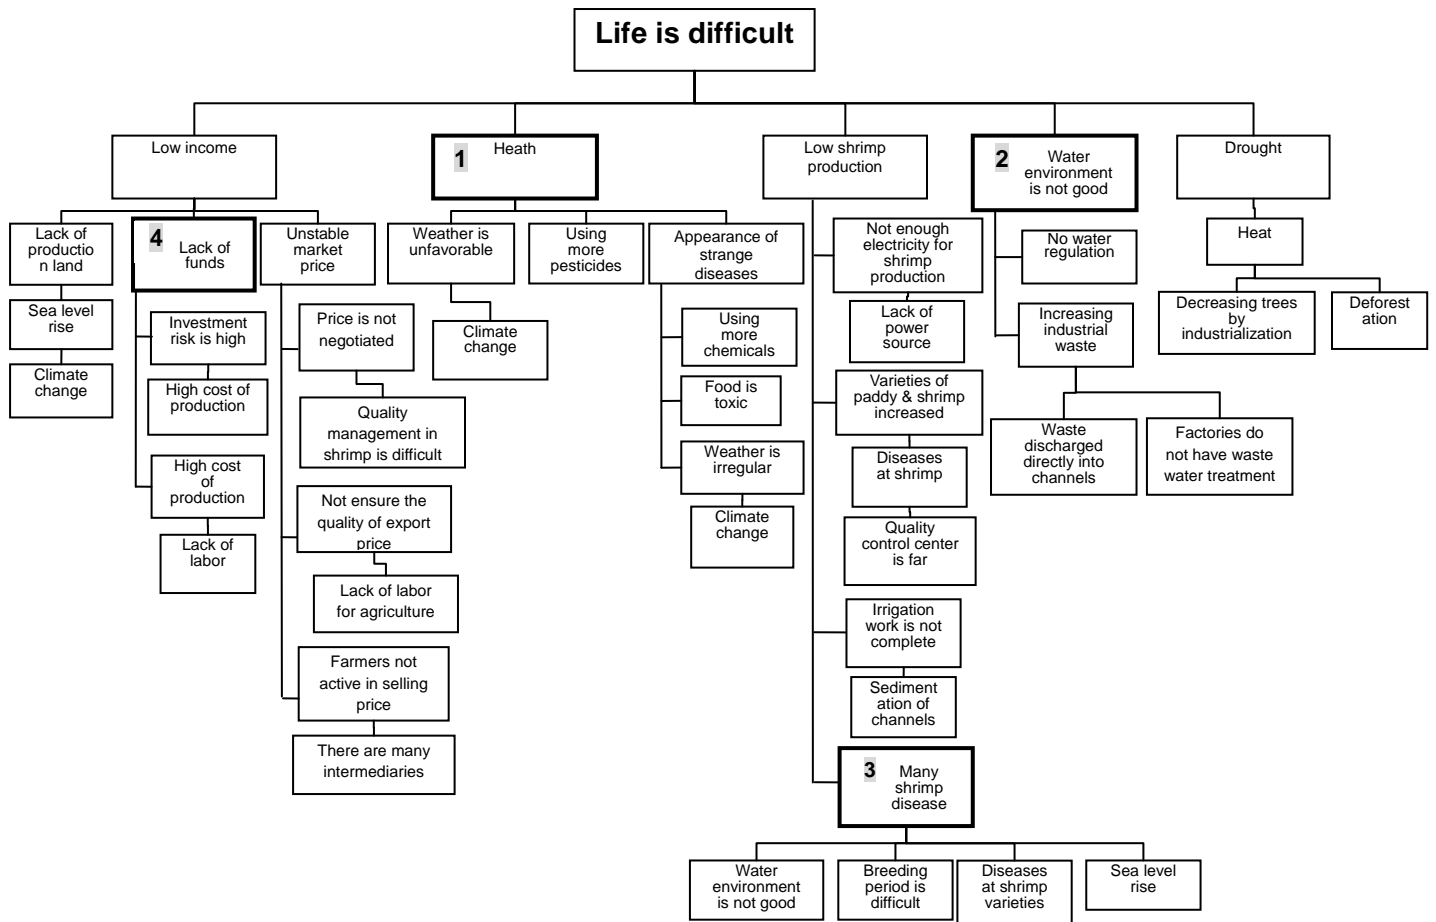 Life is difficult
Low income
1
Heath
Low shrimp
production
2
Water
environment
is not good
Drought
Lack of
productio
n land
4
Lack of
funds
Unstable
market
price
Weather is
unfavorable
Using
more
pesticides
Appearance of
strange
diseases
Not enough
electricity for
shrimp
production
No water
regulation
Heat
Sea level
rise
Investment
risk is high
Price is not
negotiated
Climate
change
Using
more
chemicals
Lack of
power
source
Increasing
industrial
waste
Decreasing trees
by
industrialization
Deforest
ation
Climate
change
High cost of
production
Quality
management in
shrimp is difficult
Food is
toxic
Varieties of
paddy & shrimp
increased
Waste
discharged
directly into
channels
Factories do
not have waste
water treatment
High cost
of
production
Weather is
irregular
Diseases
at shrimp
Lack of
labor
Not ensure the
quality of export
price
Climate
change
Quality
control center
is far
Lack of labor
for agriculture
Irrigation
work is not
complete
Farmers not
active in selling
price
Sediment
ation of
channels
There are many
intermediaries
3
Many
shrimp
disease
Water
environment
is not good
Breeding
period is
difficult
Diseases
at shrimp
varieties
Sea level
rise